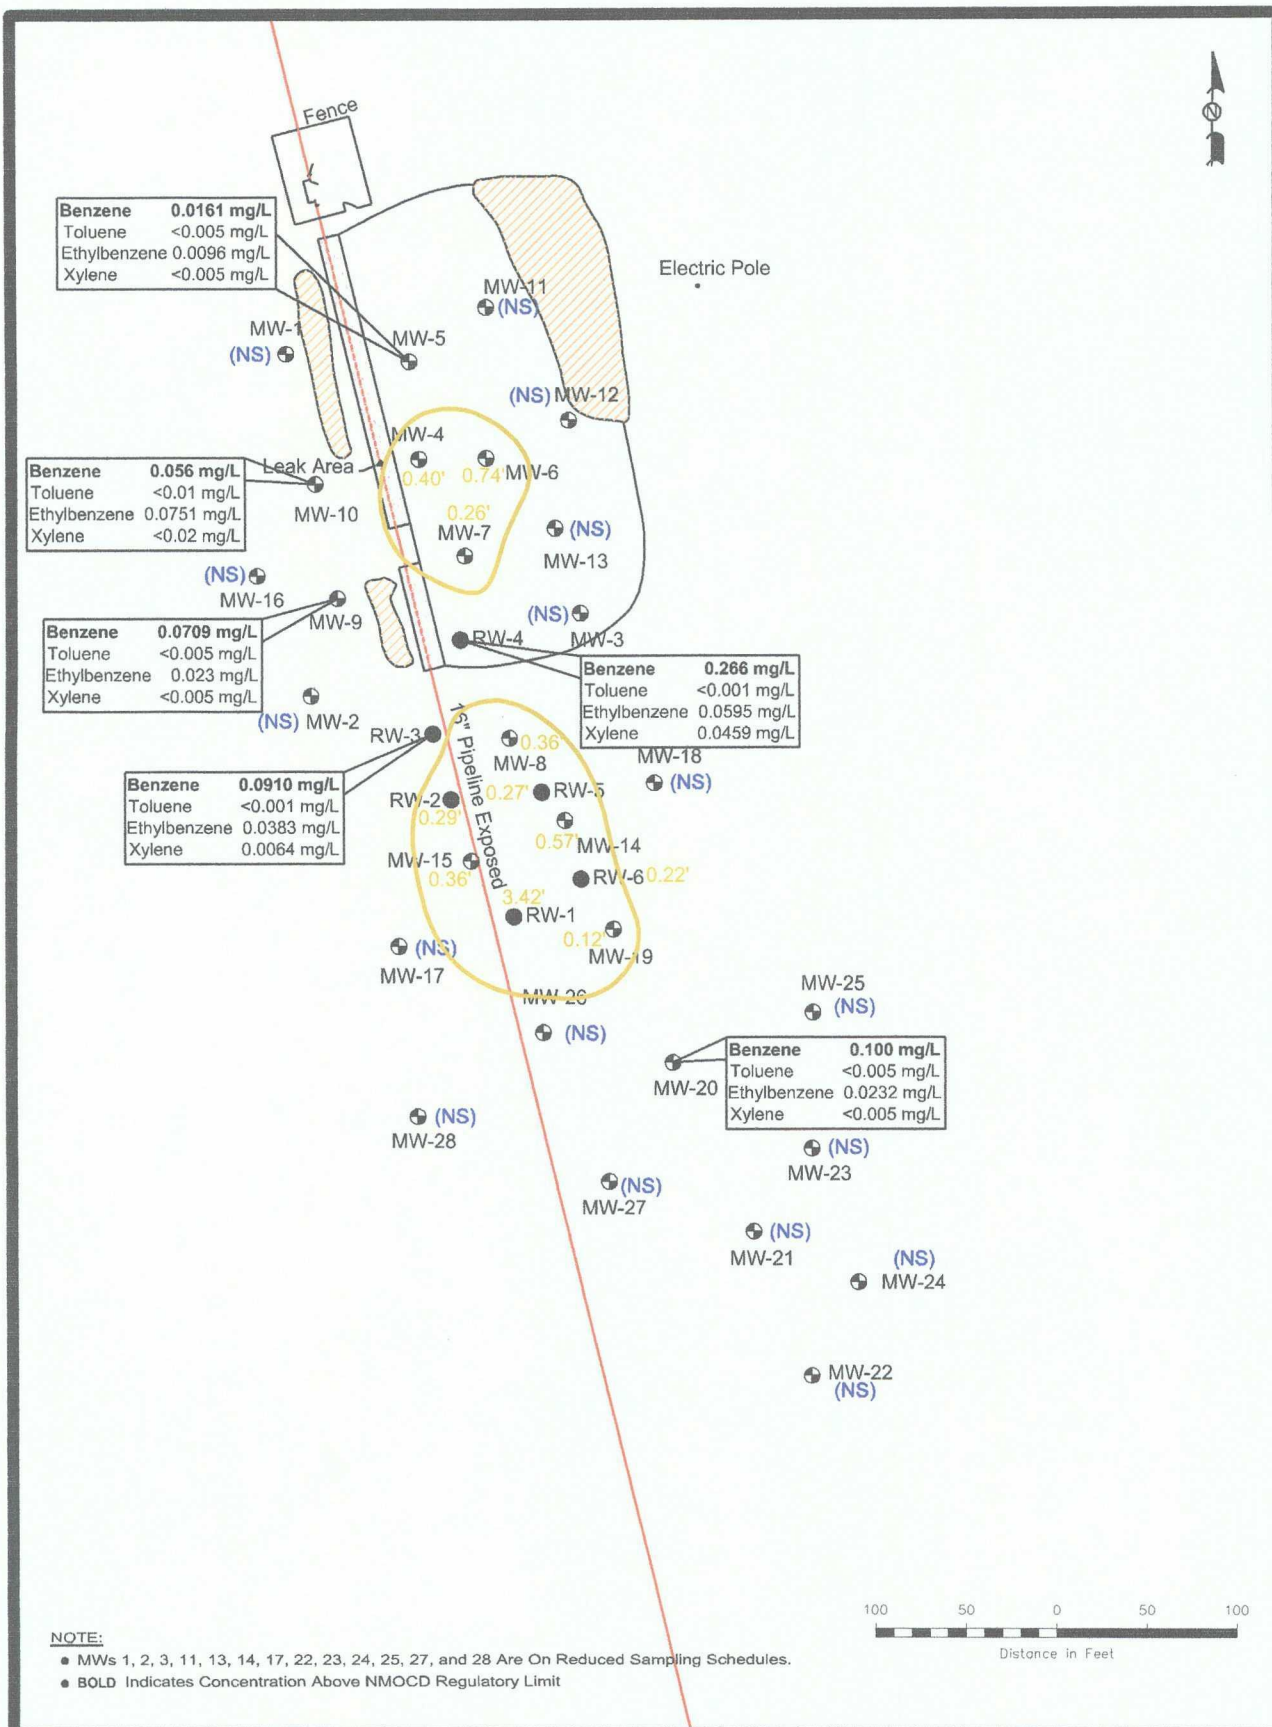 N
Fence
Benzene 0.0161 mg/L
Toluene <0.005 mg/L
Ethylbenzene 0.0096 mg/L
Xylene <0.005 mg/L
Electric Pole
MW-11
(NS)
MW-1
(NS)
MW-5
(NS) MW-12
MW-4
0.40'
0.74' MW-6
Leak Area
Benzene 0.056 mg/L
Toluene <0.01 mg/L
Ethylbenzene 0.0751 mg/L
Xylene <0.02 mg/L
MW-10
0.26'
MW-7
(NS)
MW-13
(NS)
MW-16
MW-9
(NS)
MW-3
RW-4
Benzene 0.0709 mg/L
Toluene <0.005 mg/L
Ethylbenzene 0.023 mg/L
Xylene <0.005 mg/L
Benzene 0.266 mg/L
Toluene <0.001 mg/L
Ethylbenzene 0.0595 mg/L
Xylene 0.0459 mg/L
(NS) MW-2
RW-3
16" Pipeline Exposed
0.36'
MW-8
MW-18
(NS)
Benzene 0.0910 mg/L
Toluene <0.001 mg/L
Ethylbenzene 0.0383 mg/L
Xylene 0.0064 mg/L
RW-2
0.29'
0.27' RW-5
0.57' MW-14
MW-15
0.36'
RW-6 0.22'
3.42'
RW-1
0.12' MW-19
(NS)
MW-17
MW-26
(NS)
MW-25
(NS)
MW-20
Benzene 0.100 mg/L
Toluene <0.005 mg/L
Ethylbenzene 0.0232 mg/L
Xylene <0.005 mg/L
(NS)
MW-28
(NS)
MW-23
(NS)
MW-27
(NS)
MW-21
(NS)
MW-24
MW-22
(NS)
100 50 0 100
Distance in Feet
NOTE:
● MWs 1, 2, 3, 11, 13, 14, 17, 22, 23, 24, 25, 27, and 28 Are On Reduced Sampling Schedules.
● BOLD Indicates Concentration Above NMOCD Regulatory Limit